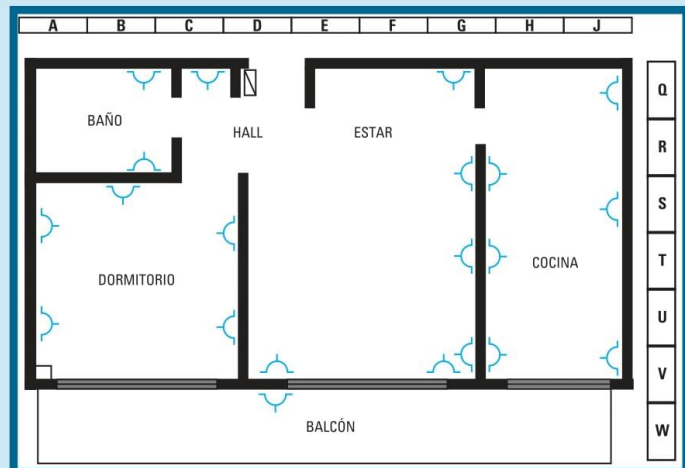 A B C D E F G H J
Q
BAÑO
HALL
ESTAR
R
S
DORMITORIO
COCINA
T
U
V
BALCÓN
W